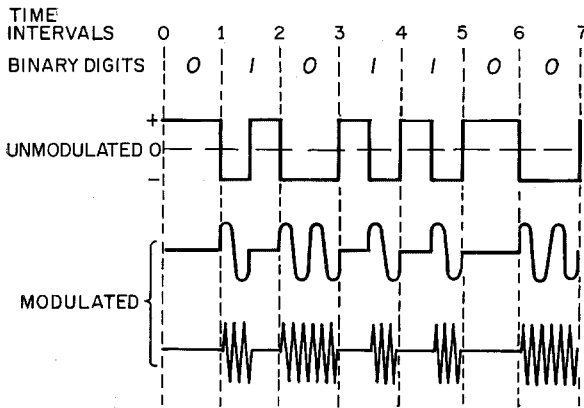 TIME
INTERVALS 0 1 2 3 4 5 6 7
BINARY DIGITS 0 1 0 1 1 0 0
+
UNMODULATED 0
−
MODULATED